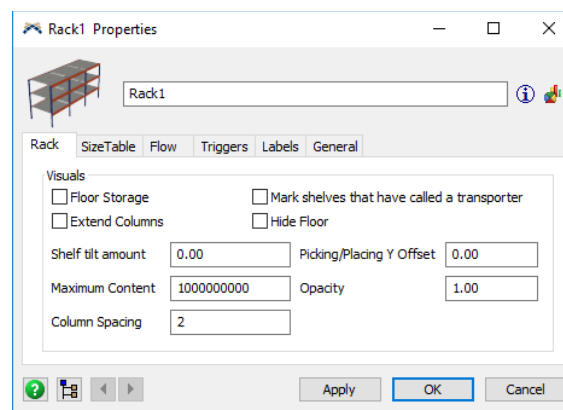 Rack1 Properties
Rack1
Rack SizeTable Flow Triggers Labels General
Visuals
Floor Storage Mark shelves that have called a transporter
Extend Columns Hide Floor
Shelf tilt amount 0.00 Picking/Placing Y Offset 0.00
Maximum Content 1000000000 Opacity 1.00
Column Spacing 2
Apply OK Cancel